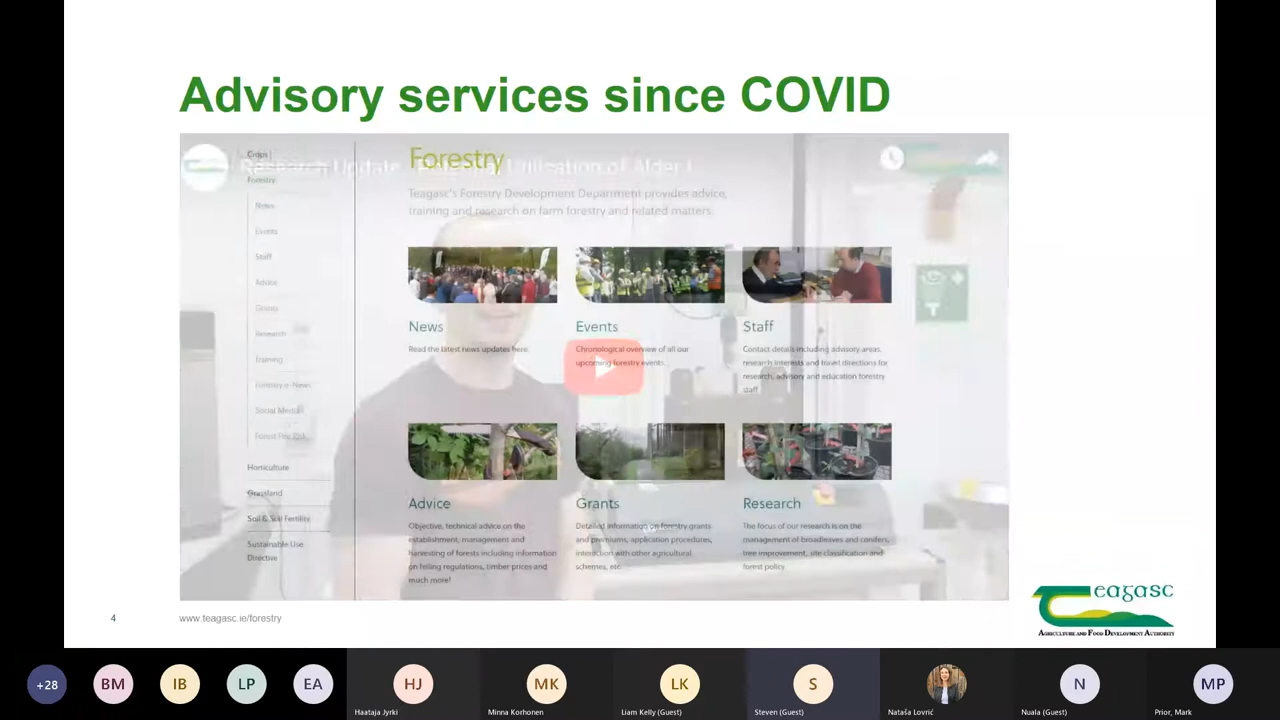 Advisory services since COVID
Research Update - Potential Utilisation of Alder i
Crops
Forestry
News
Events
Staff
Advice
Grants
Research
Training
Forestry e-News
Social Media
Forest Fire Risk
Horticulture
Grassland
Soil & Soil Fertility
Sustainable Use
Directive
Forestry
Teagasc's Forestry Development Department provides advice,
training and research on farm forestry and related matters
News
Read the latest news updates here.
Events
Chronological overview of all our
upcoming forestry events
Staff
Contact details including advisory areas,
research interests and travel directions for
research, advisory and education forestry
staff
Advice
Objective, technical advice on the
establishment, management and
harvesting of forests including information
on felling regulations, timber prices and
much more!
Grants
Detailed information on forestry grants
and premiums, application procedures,
interaction with other agricultural
schemes, etc.
Research
The focus of our research is on the
management of broadleaves and conifers,
tree improvement, site classification and
forest policy.
4
www.teagasc.ie/forestry
Teagasc
AGRICULTURE AND FOOD DEVELOPMENT AUTHORITY
+28
BM
IB
LP
EA
HJ
Haataja Jyrki
MK
Minna Korhonen
LK
Liam Kelly (Guest)
S
Steven (Guest)
Nataša Lovrić
N
Nuala (Guest)
MP
Prior, Mark